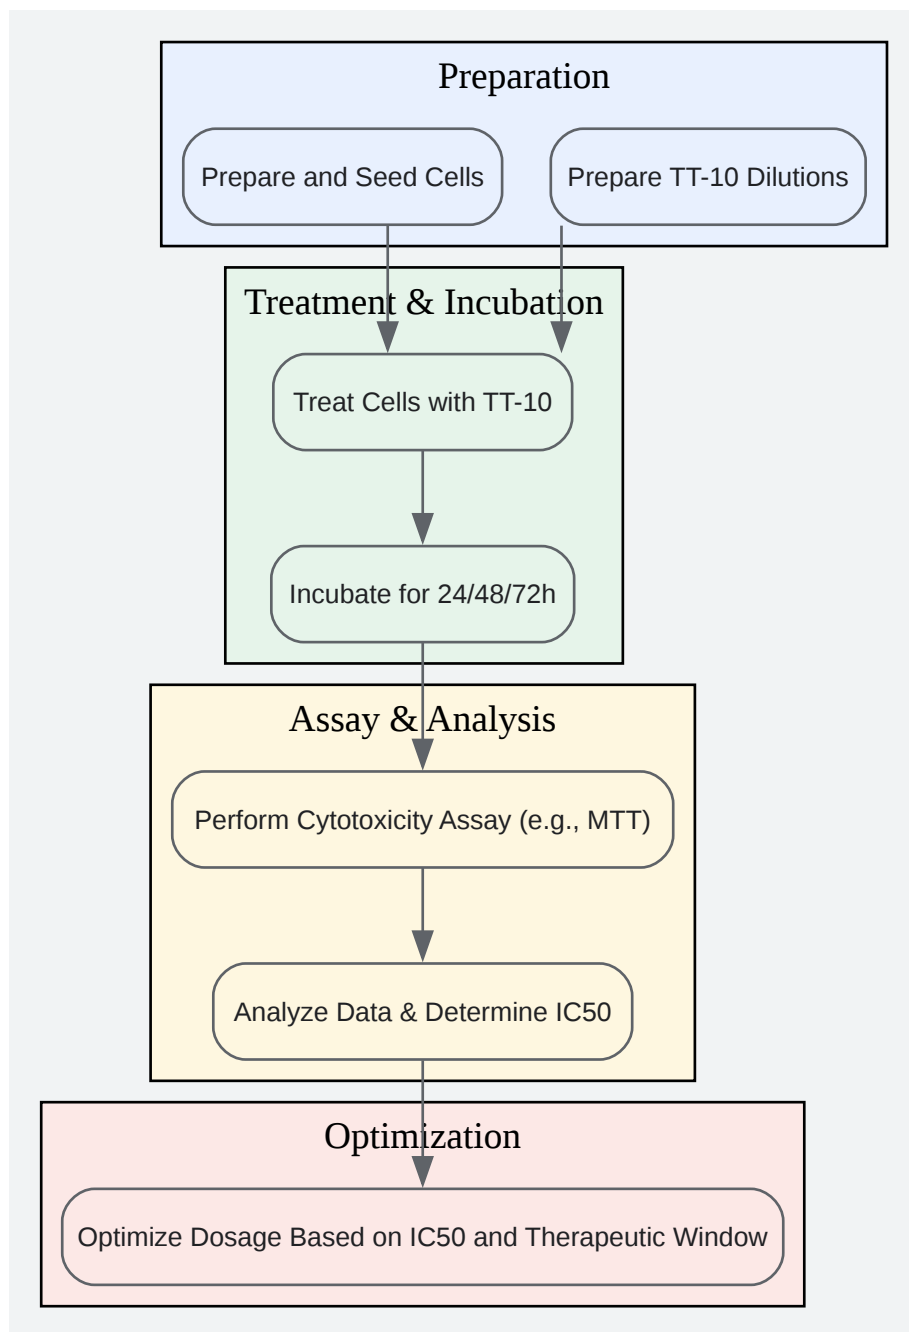 Preparation
Prepare and Seed Cells
Prepare TT-10 Dilutions
Treatment & Incubation
Treat Cells with TT-10
Incubate for 24/48/72h
Assay & Analysis
Perform Cytotoxicity Assay (e.g., MTT)
Analyze Data & Determine IC50
Optimization
Optimize Dosage Based on IC50 and Therapeutic Window